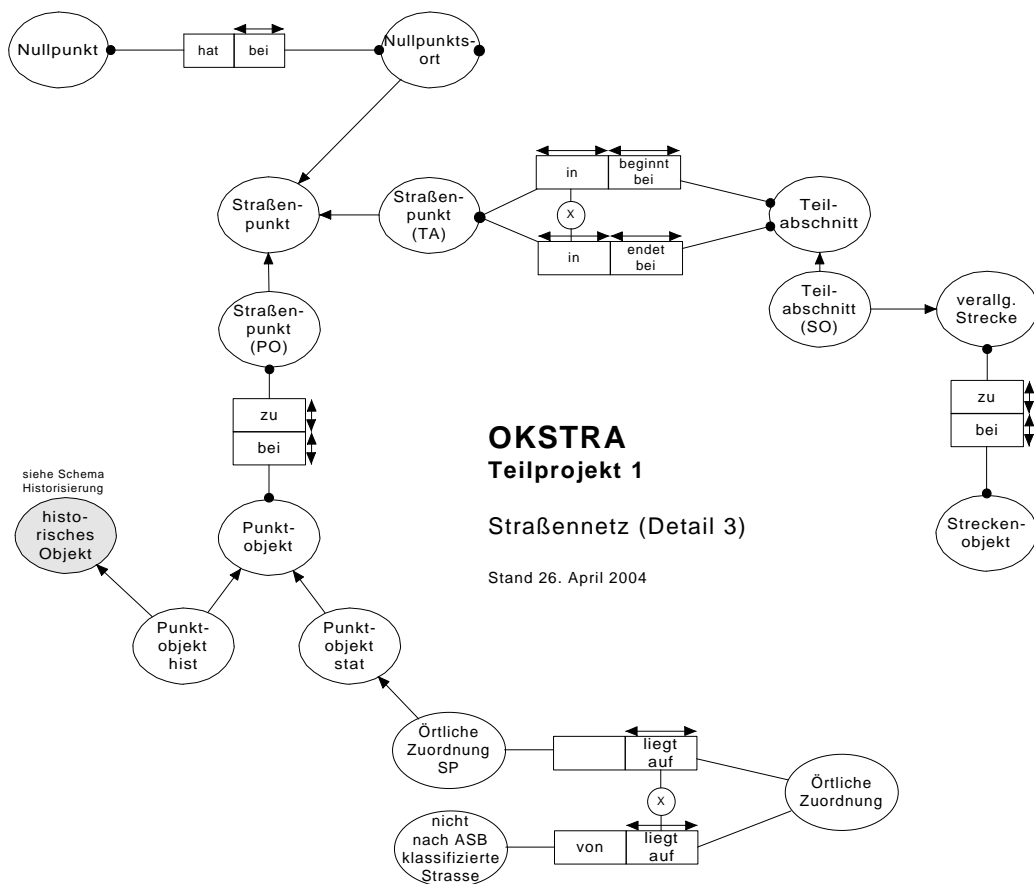 Nullpunkt
hat
bei
Nullpunkts-
ort
in
beginnt
bei
Straßen-
punkt
Straßen-
punkt
(TA)
X
Teil-
abschnitt
in
endet
bei
Straßen-
punkt
(PO)
Teil-
abschnitt
(SO)
verallg.
Strecke
zu
bei
zu
bei
OKSTRA
Teilprojekt 1
Straßennetz (Detail 3)
Stand 26. April 2004
siehe Schema
Historisierung
histo-
risches
Objekt
Punkt-
objekt
Strecken-
objekt
Punkt-
objekt
hist
Punkt-
objekt
stat
Örtliche
Zuordnung
SP
liegt
auf
X
Örtliche
Zuordnung
nicht
nach ASB
klassifizierte
Strasse
von
liegt
auf